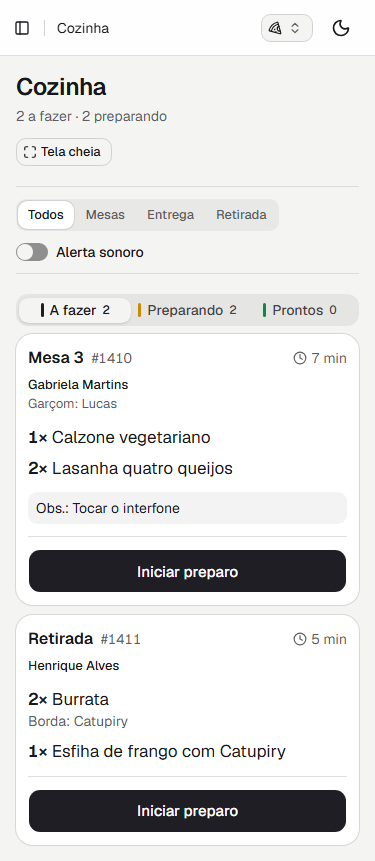 Cozinha
Cozinha
2 a fazer · 2 preparando
Tela cheia
Todos Mesas Entrega Retirada
Alerta sonoro
A fazer 2 Preparando 2 Prontos 0
Mesa 3 #1410 7 min
Gabriela Martins
Garçom: Lucas
1× Calzone vegetariano
2× Lasanha quatro queijos
Obs.: Tocar o interfone
Iniciar preparo
Retirada #1411 5 min
Henrique Alves
2× Burrata
Borda: Catupiry
1× Esfiha de frango com Catupiry
Iniciar preparo